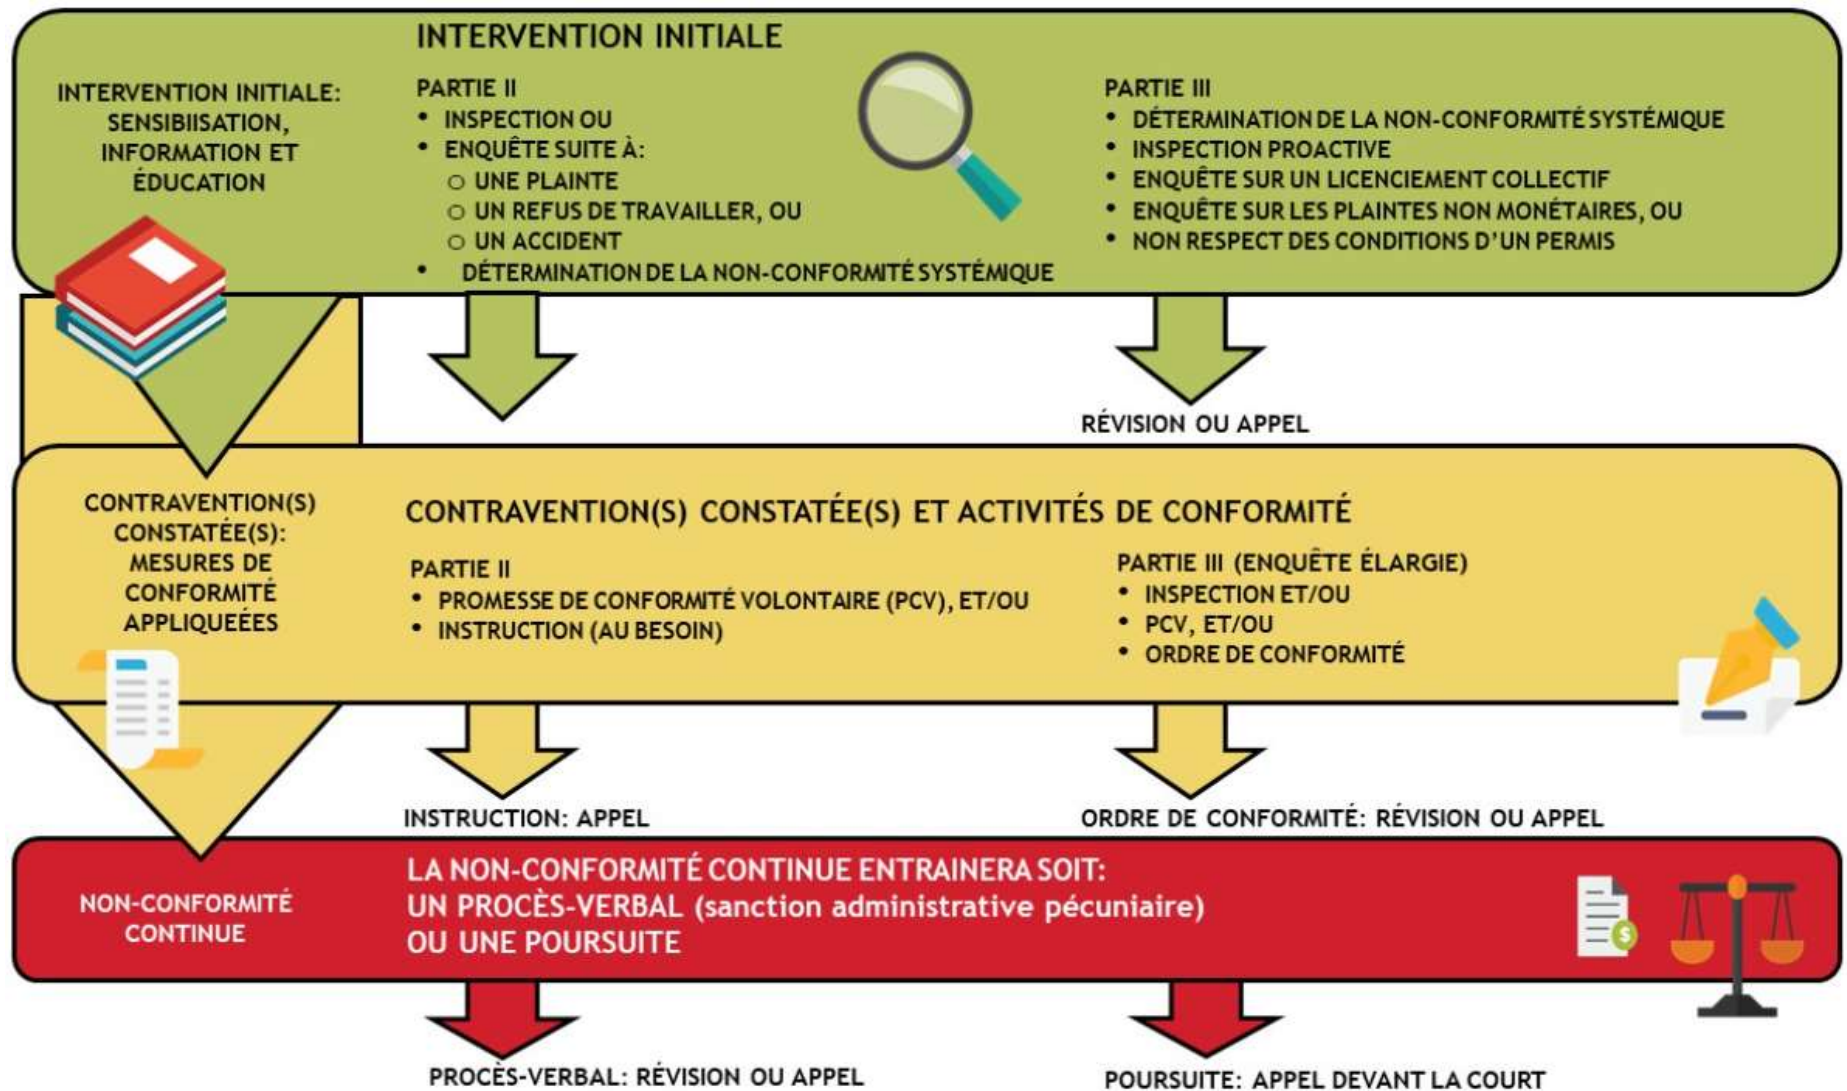 INTERVENTION INITIALE:
SENSIBIISATION,
INFORMATION ET
ÉDUCATION
INTERVENTION INITIALE
PARTIE II
• INSPECTION OU
• ENQUÊTE SUITE À:
o UNE PLAINTE
o UN REFUS DE TRAVAILLER, OU
o UN ACCIDENT
• DÉTERMINATION DE LA NON-CONFORMITÉ SYSTÉMIQUE
PARTIE III
• DÉTERMINATION DE LA NON-CONFORMITÉ SYSTÉMIQUE
• INSPECTION PROACTIVE
• ENQUÊTE SUR UN LICENCIEMENT COLLECTIF
• ENQUÊTE SUR LES PLAINTES NON MONÉTAIRES, OU
• NON RESPECT DES CONDITIONS D'UN PERMIS
RÉVISION OU APPEL
CONTRAVENTION(S)
CONSTATÉE(S):
MESURES DE
CONFORMITÉ
APPLIQUEÉES
CONTRAVENTION(S) CONSTATÉE(S) ET ACTIVITÉS DE CONFORMITÉ
PARTIE II
• PROMESSE DE CONFORMITÉ VOLONTAIRE (PCV), ET/OU
• INSTRUCTION (AU BESOIN)
PARTIE III (ENQUÊTE ÉLARGIE)
• INSPECTION ET/OU
• PCV, ET/OU
• ORDRE DE CONFORMITÉ
INSTRUCTION: APPEL
ORDRE DE CONFORMITÉ: RÉVISION OU APPEL
NON-CONFORMITÉ
CONTINUE
LA NON-CONFORMITÉ CONTINUE ENTRAINERA SOIT:
UN PROCÈS-VERBAL (sanction administrative pécuniaire)
OU UNE POURSUITE
$
PROCÈS-VERBAL: RÉVISION OU APPEL
POURSUITE: APPEL DEVANT LA COURT